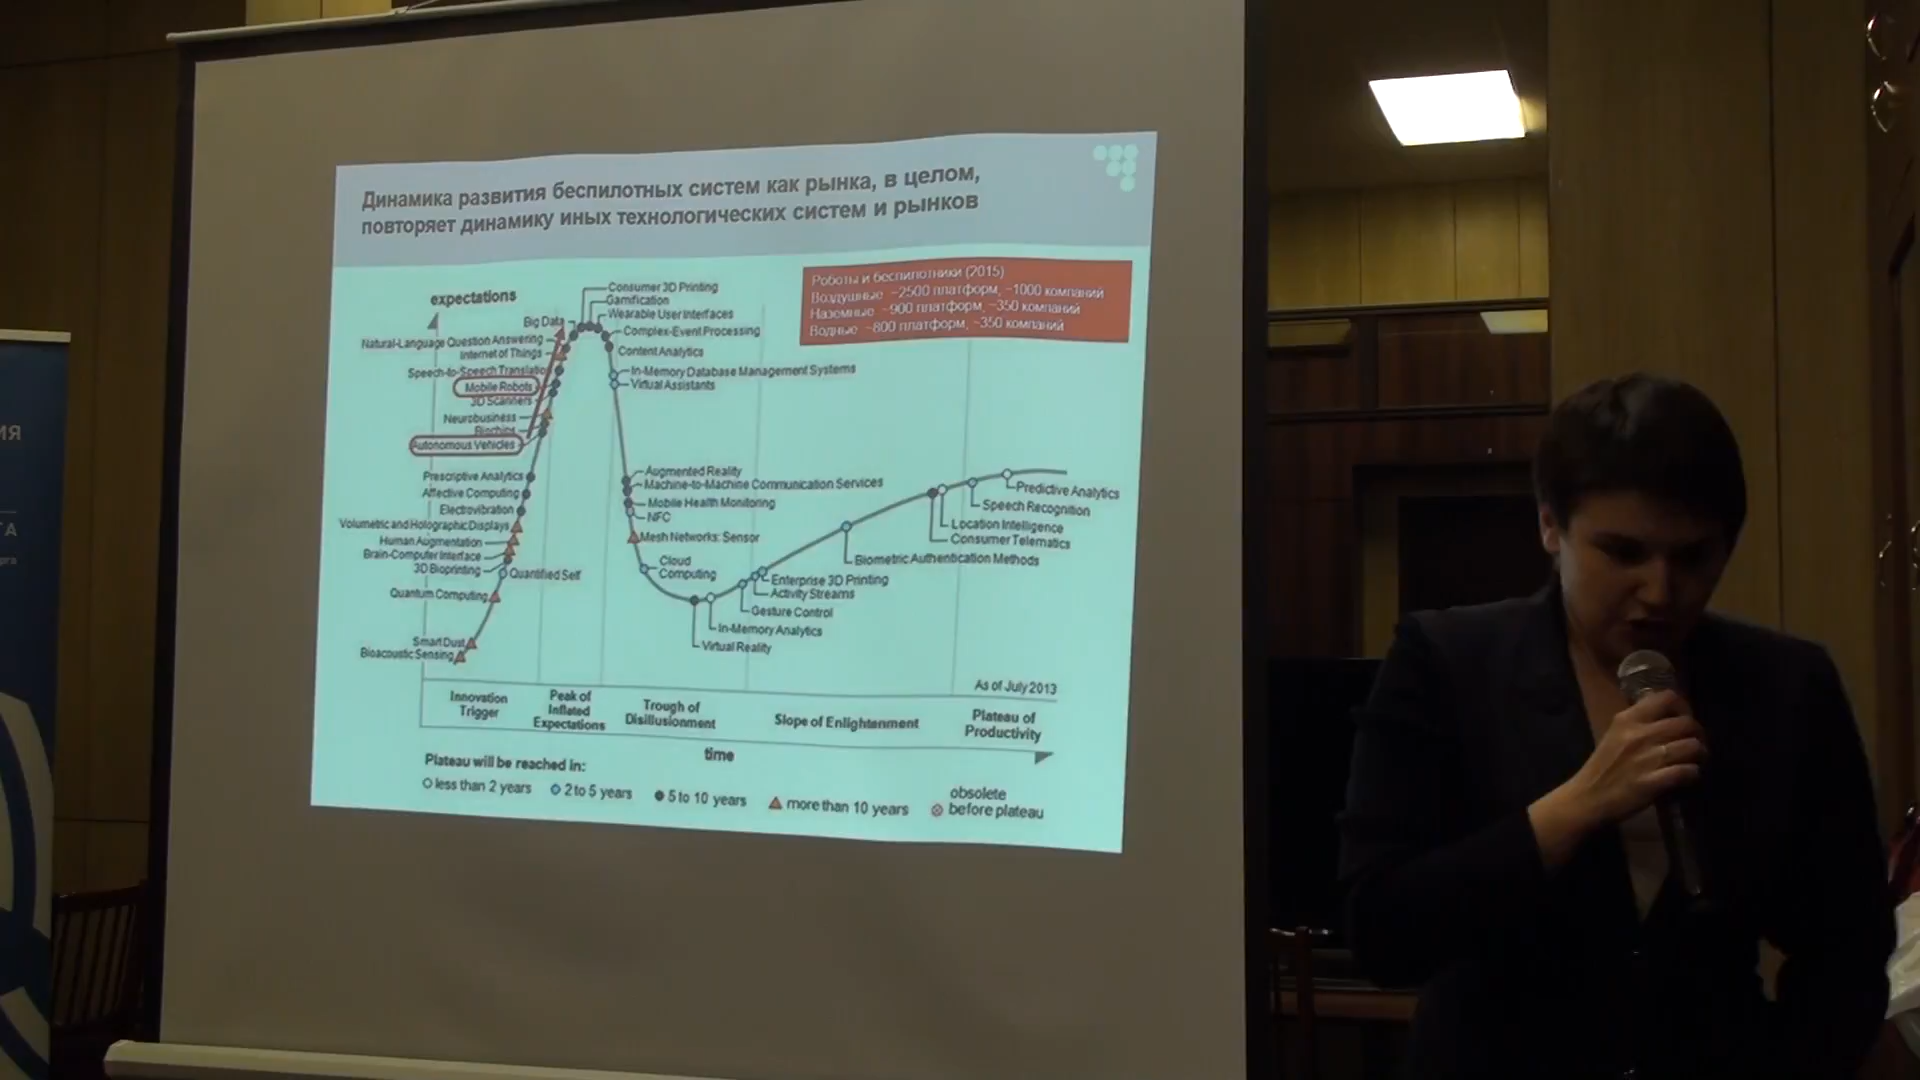 Динамика развития беспилотных систем как рынка, в целом,
повторяет динамику иных технологических систем и рынков
Роботы и беспилотники (2015)
Воздушные ~2500 платформ, ~1000 компаний
Наземные ~900 платформ, ~350 компаний
Водные ~800 платформ, ~350 компаний
expectations
Consumer 3D Printing
Gamification
Wearable User Interfaces
Big Data
Complex-Event Processing
Natural-Language Question Answering
Internet of Things
Content Analytics
Speech-to-Speech Translation
In-Memory Database Management Systems
Mobile Robots
Virtual Assistants
3D Scanners
Neurobusiness
Biochips
Autonomous Vehicles
Prescriptive Analytics
Augmented Reality
Affective Computing
Machine-to-Machine Communication Services
Electrovibration
Mobile Health Monitoring
Volumetric and Holographic Displays
NFC
Human Augmentation
Mesh Networks: Sensor
Brain-Computer Interface
3D Bioprinting
Quantified Self
Cloud
Computing
Quantum Computing
Smart Dust
Bioacoustic Sensing
Predictive Analytics
Speech Recognition
Location Intelligence
Consumer Telematics
Biometric Authentication Methods
Enterprise 3D Printing
Activity Streams
Gesture Control
In-Memory Analytics
Virtual Reality
As of July 2013
Innovation
Trigger
Peak of
Inflated
Expectations
Trough of
Disillusionment
Slope of Enlightenment
Plateau of
Productivity
time
Plateau will be reached in:
less than 2 years
2 to 5 years
5 to 10 years
more than 10 years
obsolete
before plateau
ИЯ
ТА